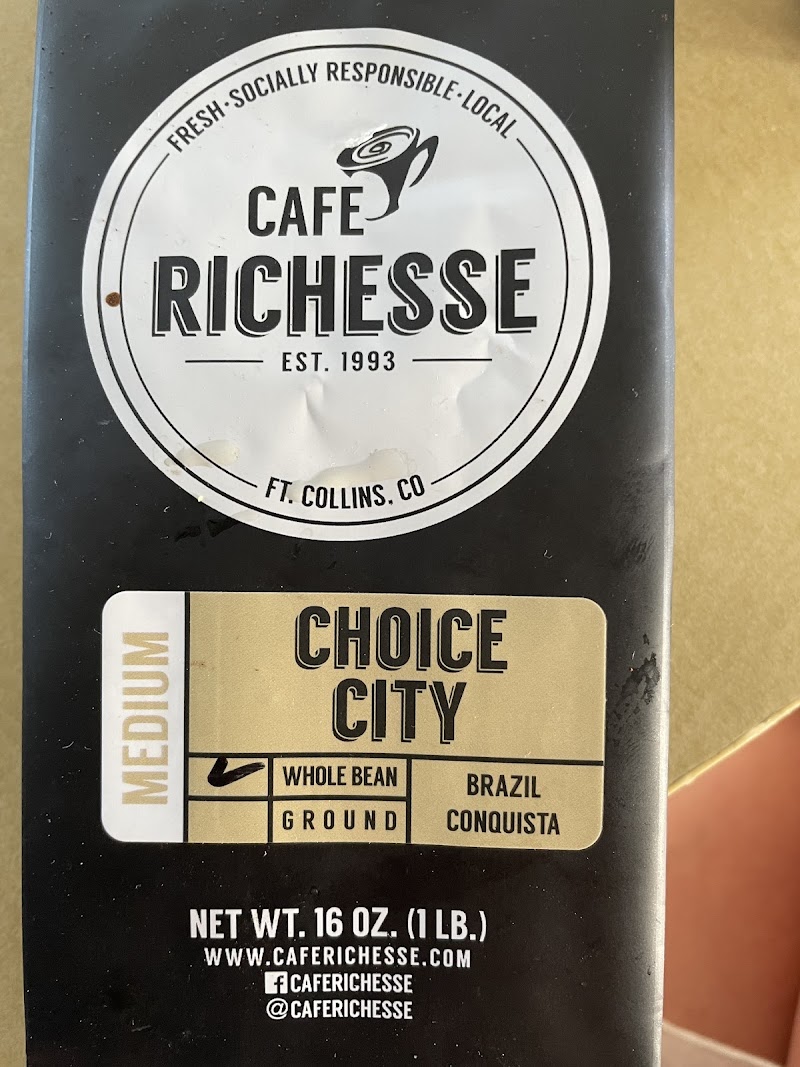 FRESH·SOCIALLY RESPONSIBLE·LOCAL
CAFE
RICHESSE
EST. 1993
FT. COLLINS, CO
MEDIUM
CHOICE
CITY
WHOLE BEAN
GROUND
BRAZIL
CONQUISTA
NET WT. 16 OZ. (1 LB.)
WWW.CAFERICHESSE.COM
f CAFERICHESSE
@CAFERICHESSE